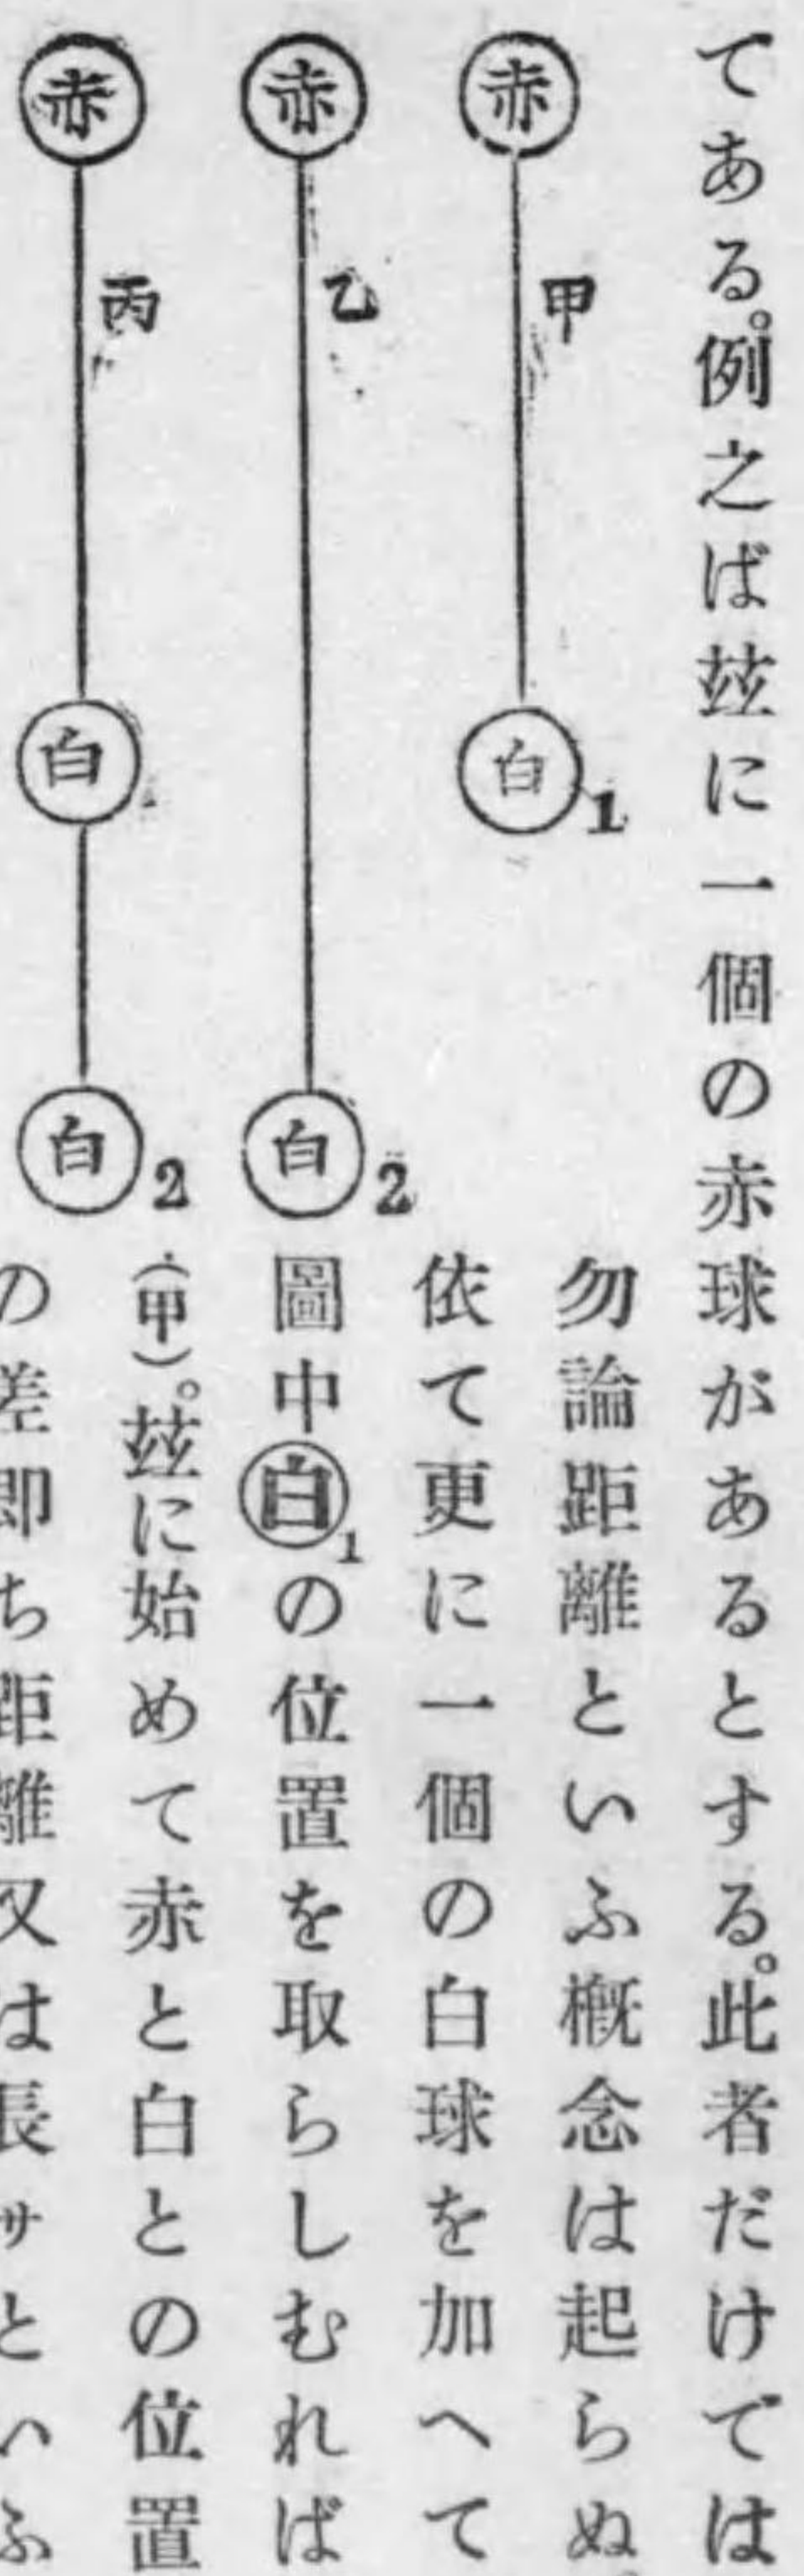 てある。例之ば玆に一個の赤球があるとする。此者だけでは
勿論距離といふ概念は起らぬ
依て更に一個の白球を加へて
圖中白1の位置を取らしむれば
(甲)。玆に始めて赤と白との位置
の差即ち距離又は長サといふ
甲
赤
白1
乙
赤
白2
丙
赤
白
白2